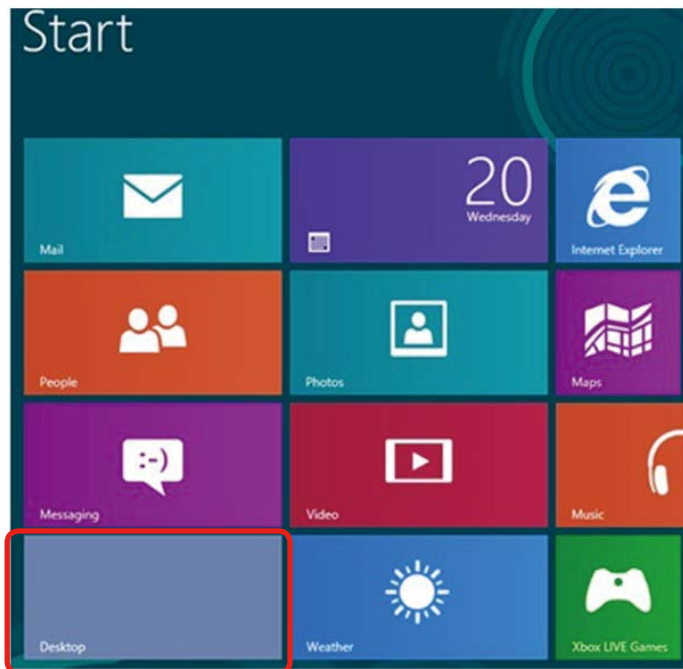 Start
20
Wednesday
Mail
Internet Explorer
People
Photos
Maps
:-)
Messaging
Video
Music
Desktop
Weather
Xbox LIVE Games